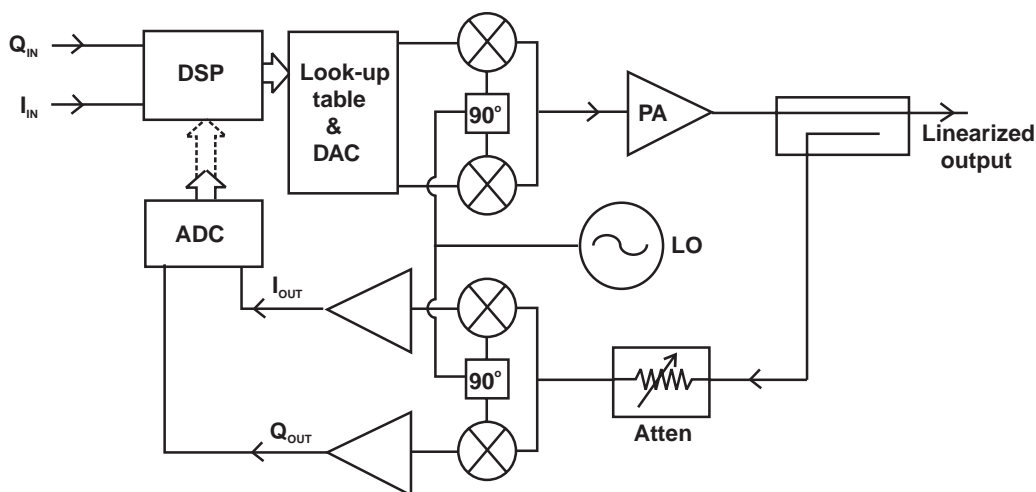 Q_IN
I_IN
DSP
Look-up
table
&
DAC
90°
PA
Linearized
output
ADC
LO
I_OUT
90°
Q_OUT
Atten